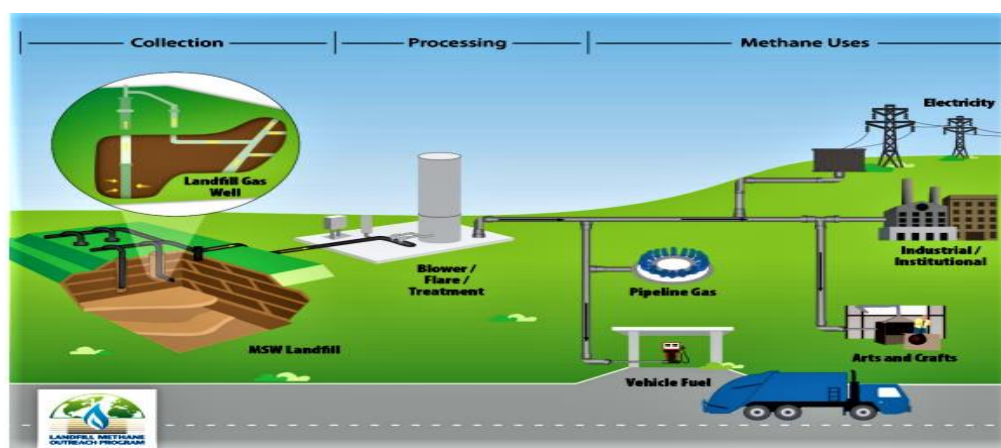 Collection
Processing
Methane Uses
Landfill Gas
Well
MSW Landfill
Blower /
Flare /
Treatment
Electricity
Industrial /
Institutional
Pipeline Gas
Arts and Crafts
Vehicle Fuel
LANDFILL METHANE
OUTREACH PROGRAM